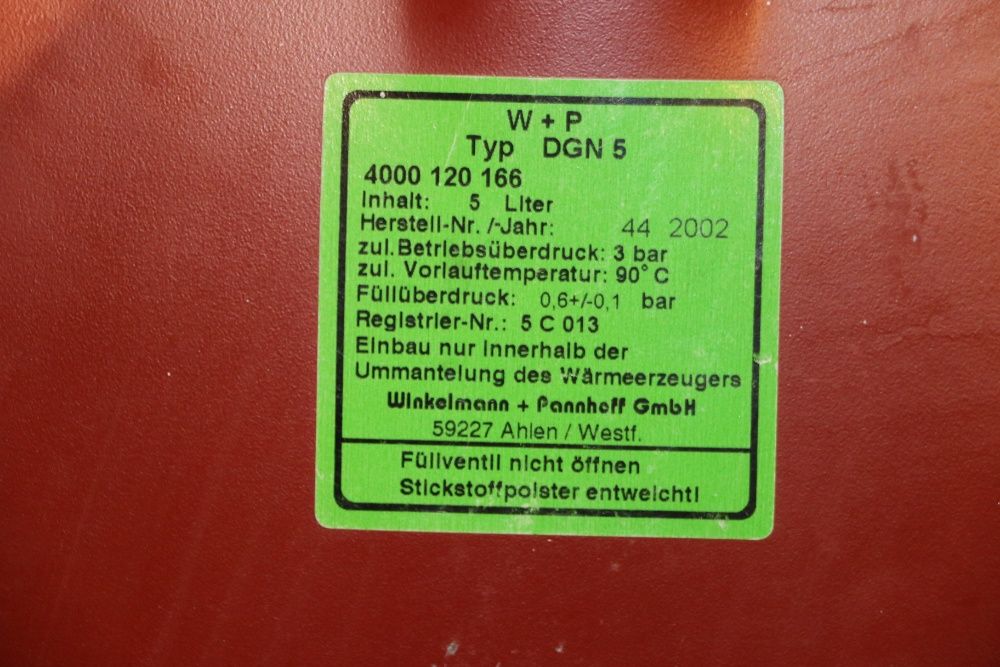 W + P
Typ DGN 5
4000 120 166
Inhalt: 5 Liter
Herstell-Nr. /-Jahr: 44 2002
zul. Betriebsüberdruck: 3 bar
zul. Vorlauftemperatur: 90° C
Füllüberdruck: 0,6+/-0,1 bar
Registrier-Nr.: 5 C 013
Einbau nur innerhalb der
Ummantelung des Wärmeerzeugers
Winkelmann + Pannhoff GmbH
59227 Ahlen / Westf.
Füllventil nicht öffnen
Stickstoffpolster entweicht!